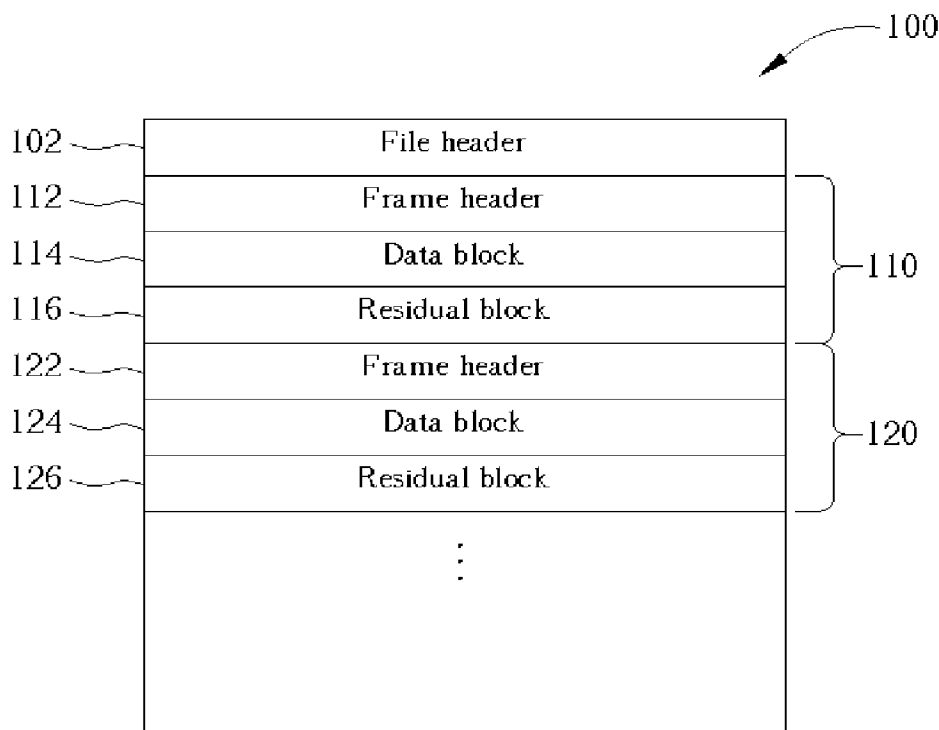 100
102 File header
112 Frame header
114 Data block
110
116 Residual block
122 Frame header
124 Data block
120
126 Residual block